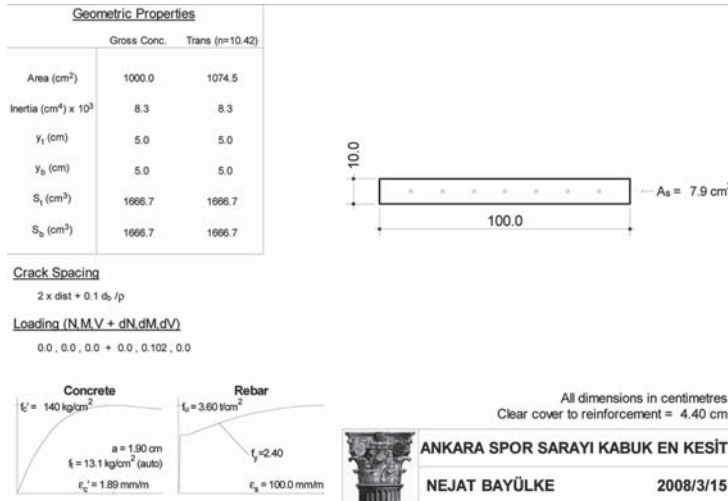 Geometric Properties
Gross Conc. Trans (n=10.42)
Area (cm²) 1000.0 1074.5
Inertia (cm⁴) x 10³ 8.3 8.3
yₜ (cm) 5.0 5.0
y_b (cm) 5.0 5.0
Sₜ (cm³) 1666.7 1666.7
S_b (cm³) 1666.7 1666.7
10.0
Aₛ = 7.9 cm²
100.0
Crack Spacing
2 x dist + 0.1 d_b /ρ
Loading (N,M,V + dN,dM,dV)
0.0 , 0.0 , 0.0 + 0.0 , 0.102 , 0.0
Concrete
f_c' = 140 kg/cm²
a = 1.90 cm
fₜ = 13.1 kg/cm² (auto)
ε_c' = 1.89 mm/m
Rebar
fᵤ = 3.60 t/cm²
f_y = 2.40
εₛ = 100.0 mm/m
All dimensions in centimetres
Clear cover to reinforcement = 4.40 cm
ANKARA SPOR SARAYI KABUK EN KESİT
NEJAT BAYÜLKE 2008/3/15